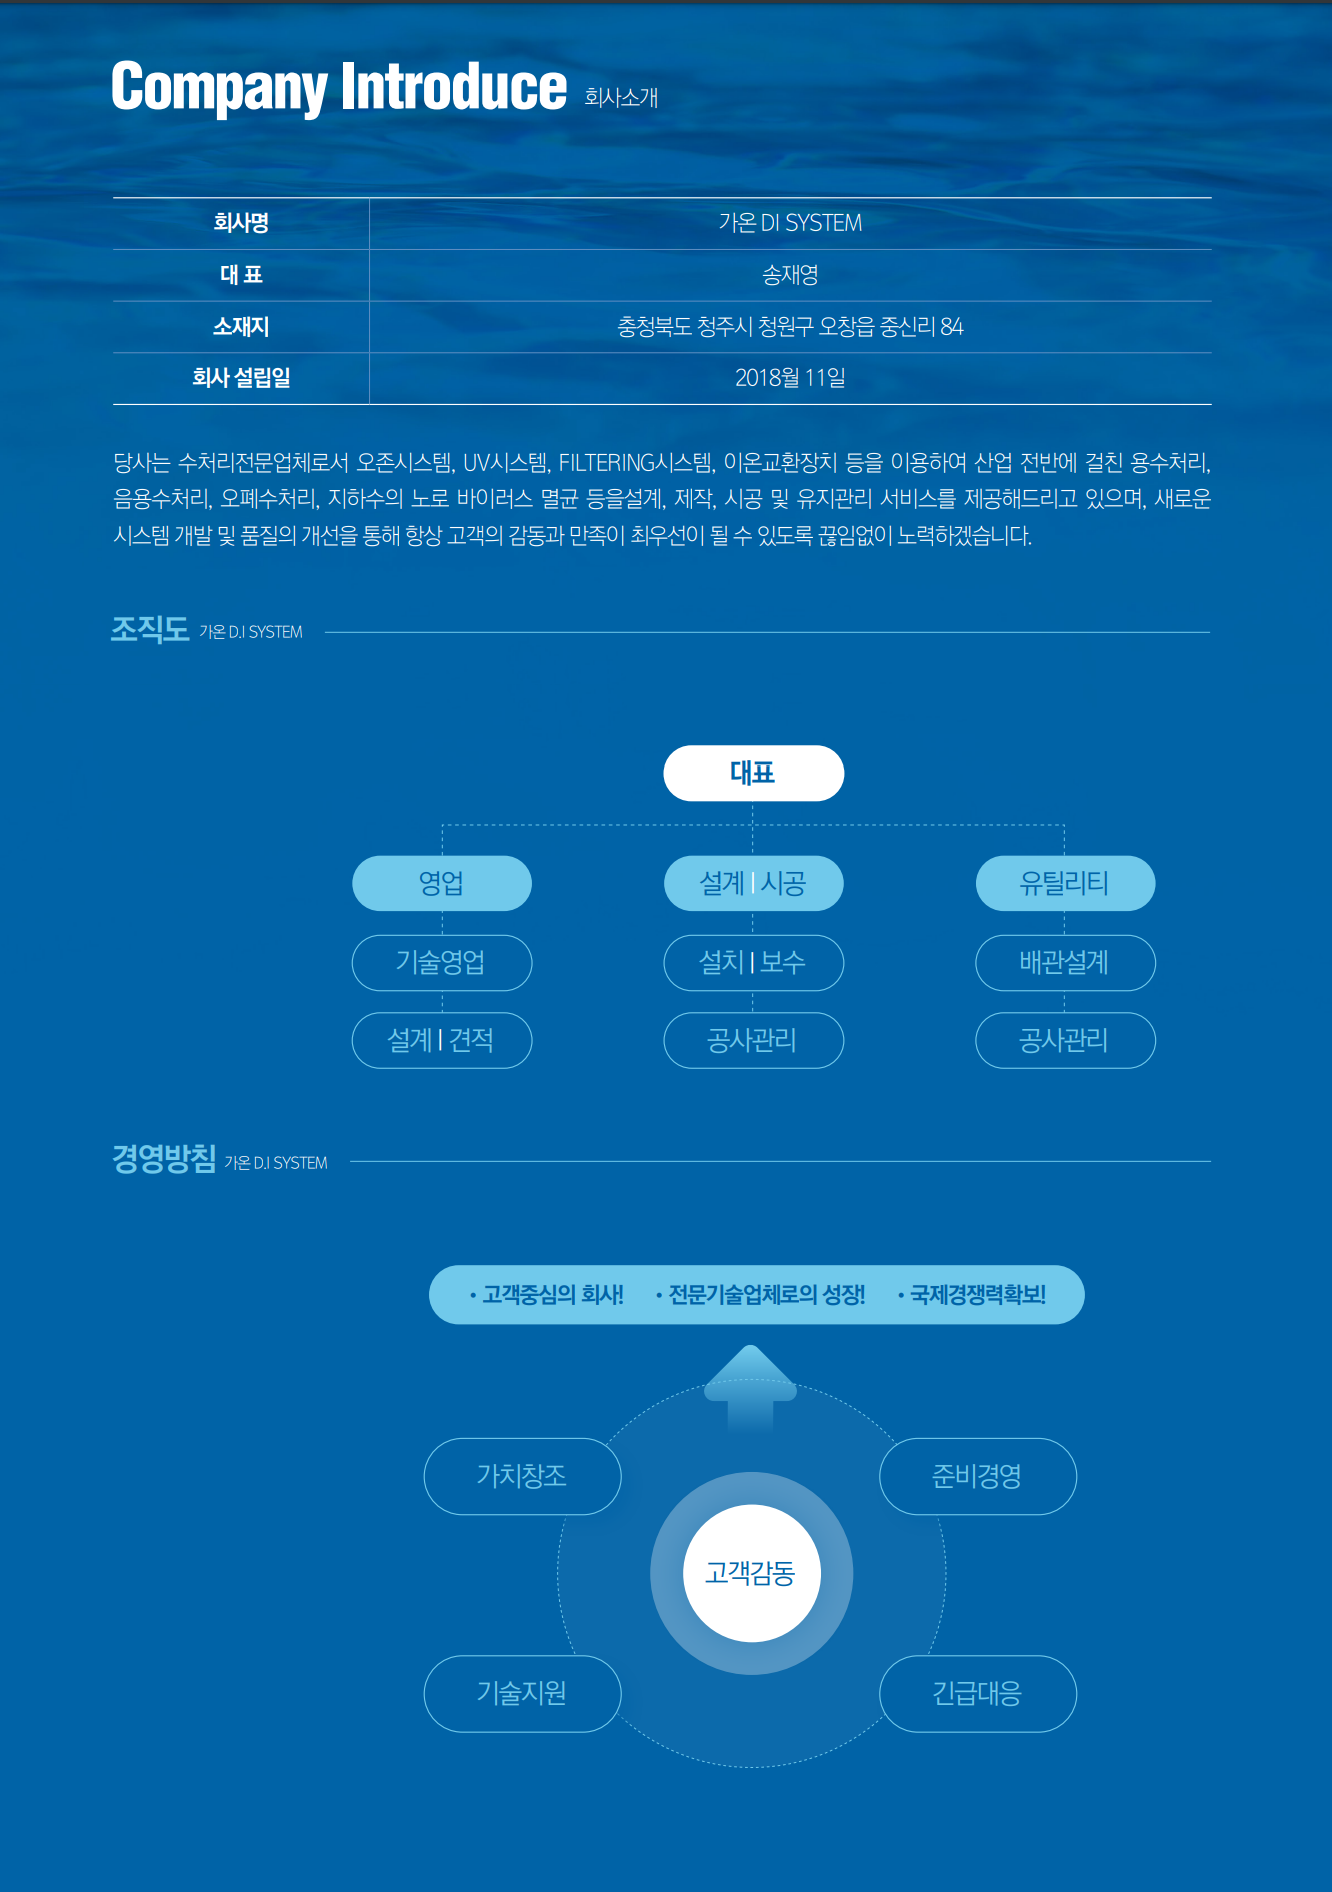 Company Introduce 회사소개
회사명 가온 DI SYSTEM
대 표 송재영
소재지 충청북도 청주시 청원구 오창읍 중신리 84
회사 설립일 2018월 11일
당사는 수처리전문업체로서 오존시스템, UV시스템, FILTERING시스템, 이온교환장치 등을 이용하여 산업 전반에 걸친 용수처리,
음용수처리, 오폐수처리, 지하수의 노로 바이러스 멸균 등을설계, 제작, 시공 및 유지관리 서비스를 제공해드리고 있으며, 새로운
시스템 개발 및 품질의 개선을 통해 항상 고객의 감동과 만족이 최우선이 될 수 있도록 끊임없이 노력하겠습니다.
조직도 가온 D.I SYSTEM
대표
영업 설계 | 시공 유틸리티
기술영업 설치 | 보수 배관설계
설계 | 견적 공사관리 공사관리
경영방침 가온 D.I SYSTEM
• 고객중심의 회사! • 전문기술업체로의 성장! • 국제경쟁력확보!
가치창조 준비경영
고객감동
기술지원 긴급대응